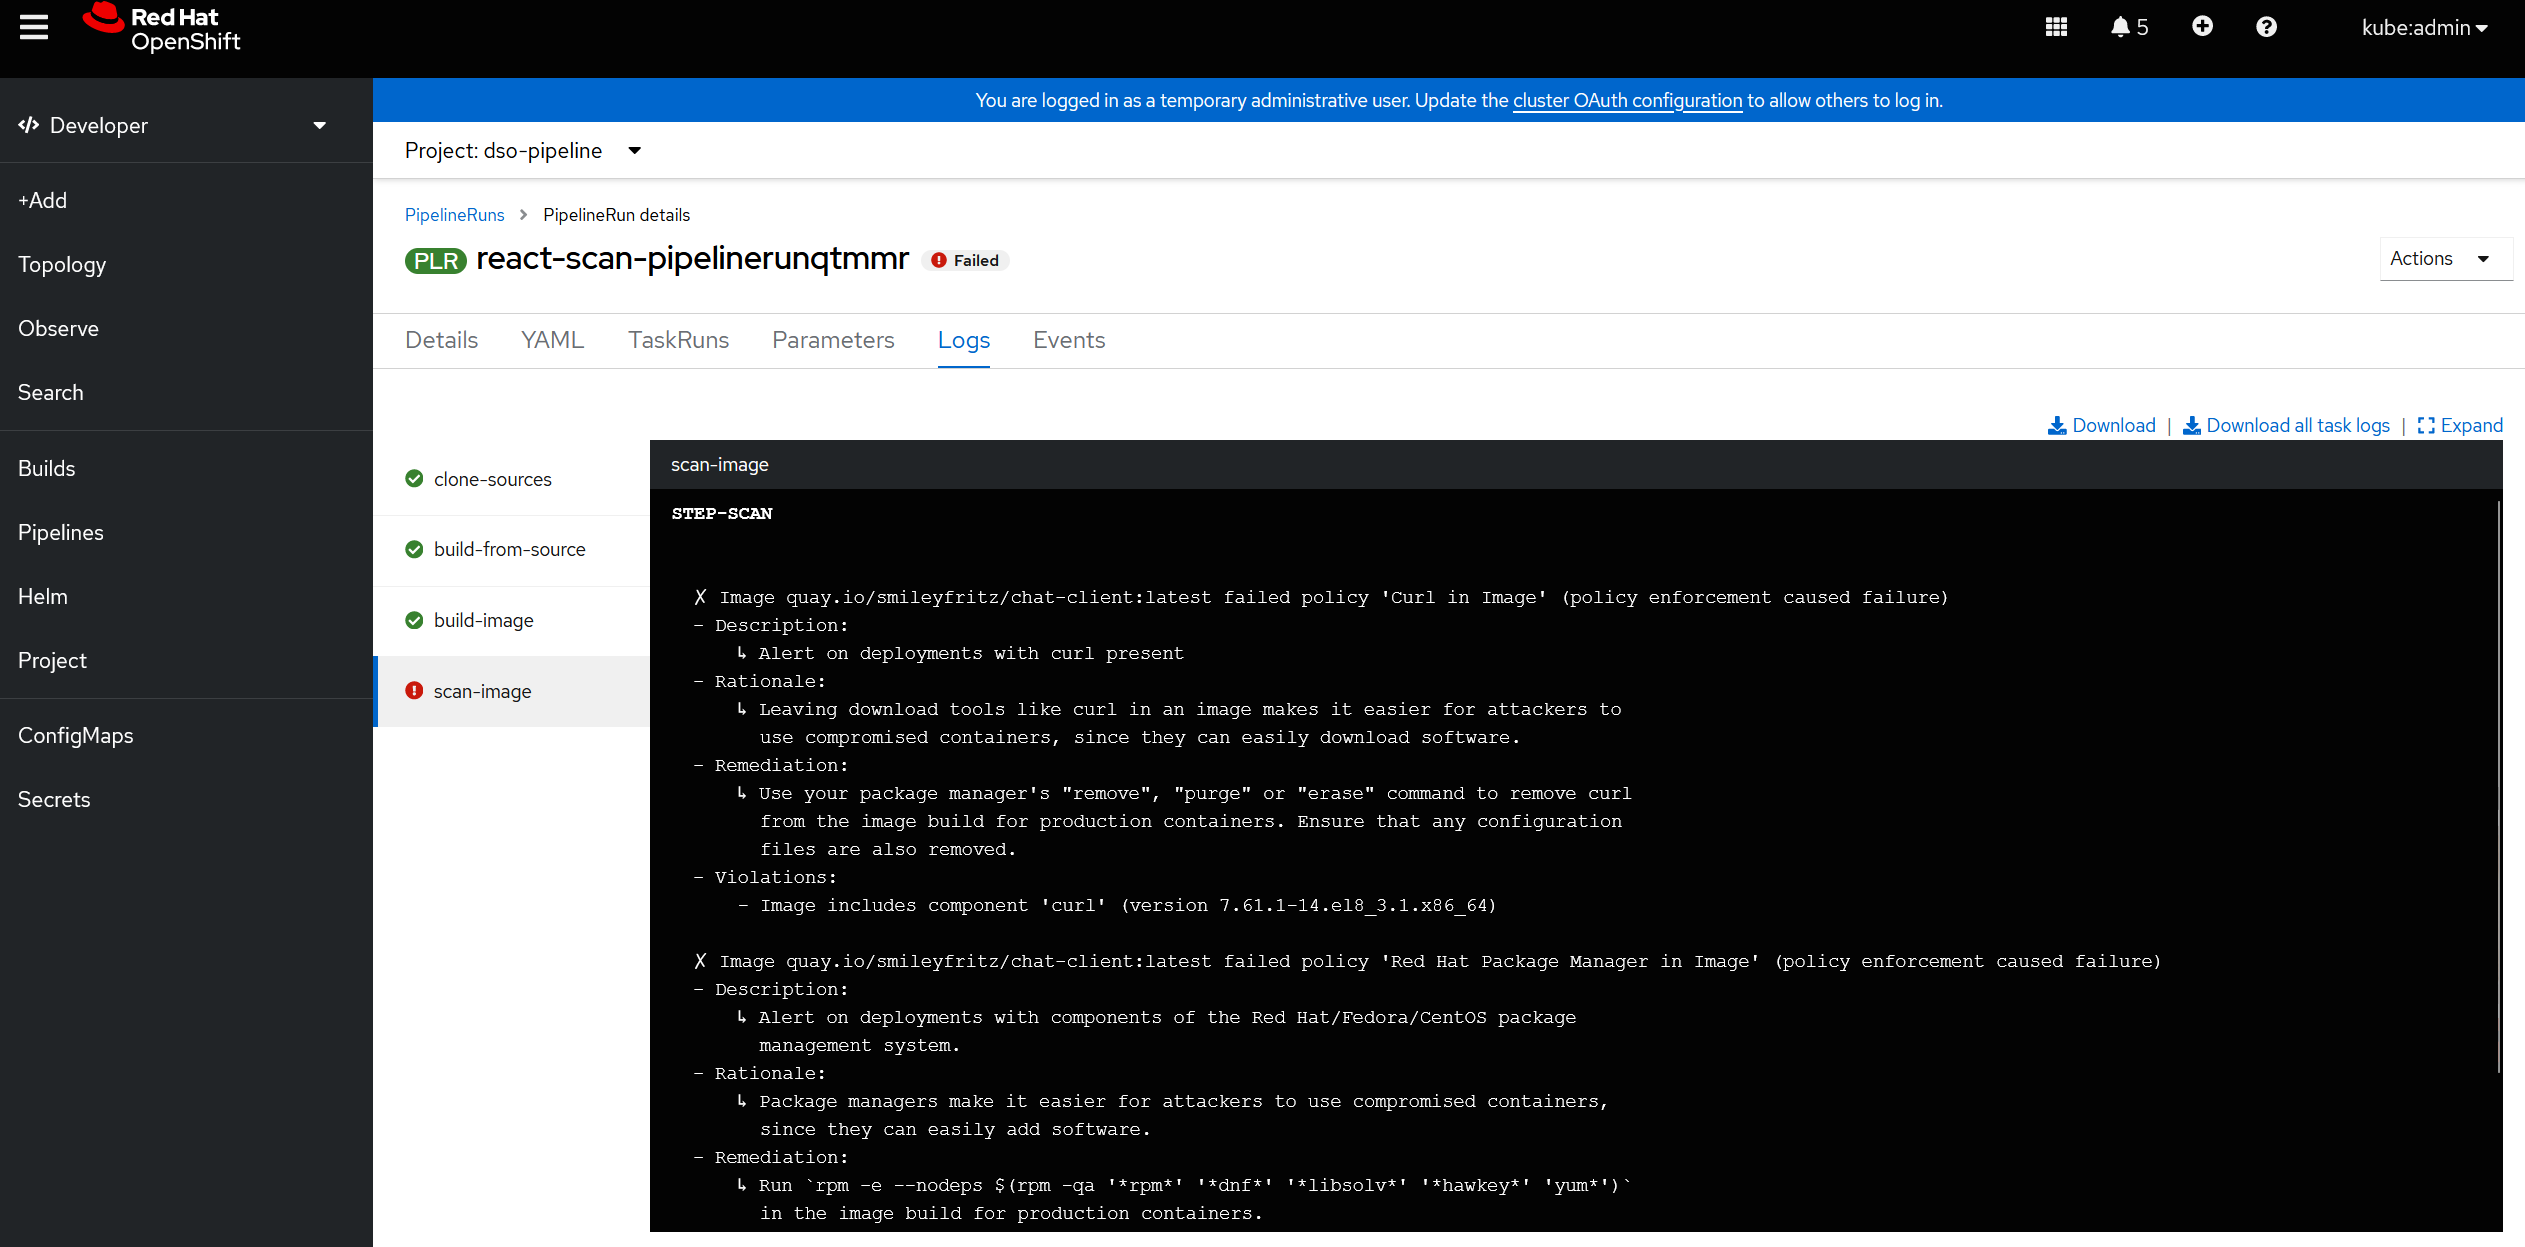 Red Hat
OpenShift
5
kube:admin
You are logged in as a temporary administrative user. Update the cluster OAuth configuration to allow others to log in.
Developer
+Add
Topology
Observe
Search
Builds
Pipelines
Helm
Project
ConfigMaps
Secrets
Project: dso-pipeline
PipelineRuns > PipelineRun details
PLR react-scan-pipelinerunqtmmr Failed
Actions
Details YAML TaskRuns Parameters Logs Events
Download | Download all task logs | Expand
clone-sources
build-from-source
build-image
scan-image
scan-image
STEP-SCAN
✗ Image quay.io/smileyfritz/chat-client:latest failed policy 'Curl in Image' (policy enforcement caused failure)
- Description:
↳ Alert on deployments with curl present
- Rationale:
↳ Leaving download tools like curl in an image makes it easier for attackers to
use compromised containers, since they can easily download software.
- Remediation:
↳ Use your package manager's "remove", "purge" or "erase" command to remove curl
from the image build for production containers. Ensure that any configuration
files are also removed.
- Violations:
- Image includes component 'curl' (version 7.61.1-14.el8_3.1.x86_64)
✗ Image quay.io/smileyfritz/chat-client:latest failed policy 'Red Hat Package Manager in Image' (policy enforcement caused failure)
- Description:
↳ Alert on deployments with components of the Red Hat/Fedora/CentOS package
management system.
- Rationale:
↳ Package managers make it easier for attackers to use compromised containers,
since they can easily add software.
- Remediation:
↳ Run `rpm -e --nodeps $(rpm -qa '*rpm*' '*dnf*' '*libsolv*' '*hawkey*' 'yum*')`
in the image build for production containers.